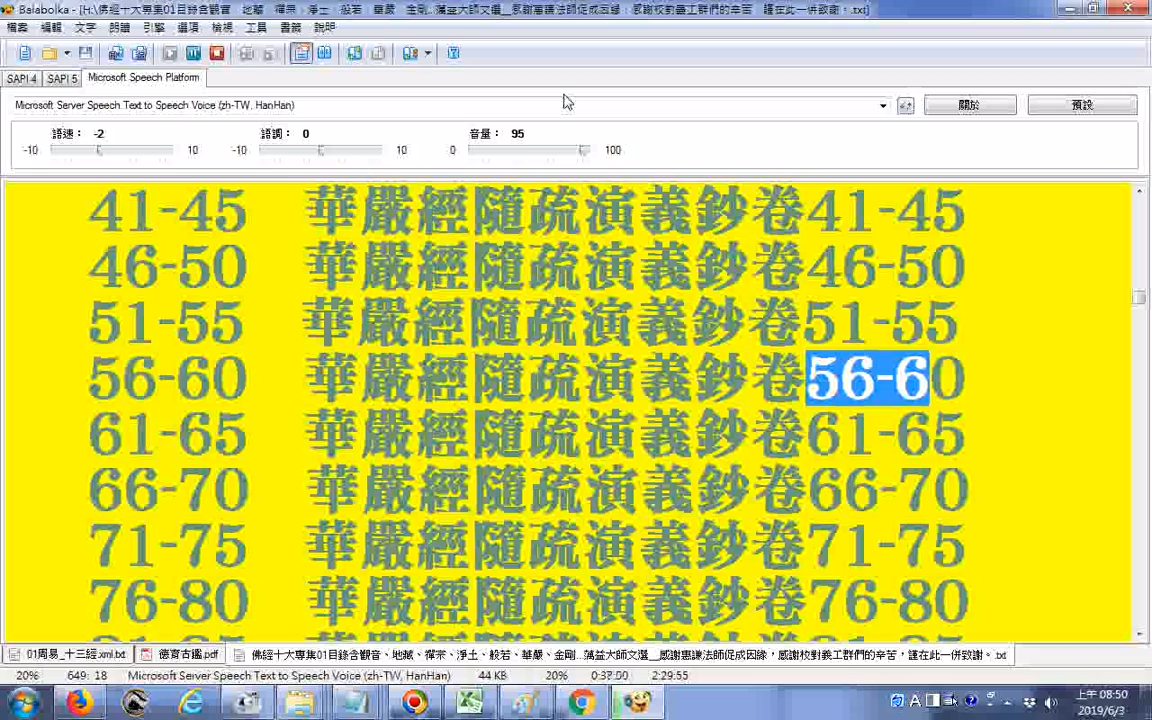 Balabolka - [H:\佛經十大專集01目錄含觀音、地藏、禪宗、淨土、般若、華嚴、金剛...蕅益大師文選__感謝憲謙法師促成因緣，感謝校對義工群們的辛苦，謹在此一併致謝。.txt]
檔案 編輯 文字 朗讀 引擎 選項 檢視 工具 書籤 說明
SAPI 4 SAPI 5 Microsoft Speech Platform
Microsoft Server Speech Text to Speech Voice (zh-TW, HanHan) 關於 預設
語速： -2 語調： 0 音量： 95
-10 10 -10 10 0 100
41-45 華嚴經隨疏演義鈔卷41-45
46-50 華嚴經隨疏演義鈔卷46-50
51-55 華嚴經隨疏演義鈔卷51-55
56-60 華嚴經隨疏演義鈔卷56-60
61-65 華嚴經隨疏演義鈔卷61-65
66-70 華嚴經隨疏演義鈔卷66-70
71-75 華嚴經隨疏演義鈔卷71-75
76-80 華嚴經隨疏演義鈔卷76-80
01周易_十三經.xml.txt 德育古鑑.pdf 佛經十大專集01目錄含觀音、地藏、禪宗、淨土、般若、華嚴、金剛...蕅益大師文選__感謝憲謙法師促成因緣，感謝校對義工群們的辛苦，謹在此一併致謝。.txt
20% 649: 18 Microsoft Server Speech Text to Speech Voice (zh-TW, HanHan) 44 KB 20% 0:37:00 2:29:55
上午 08:50
2019/6/3